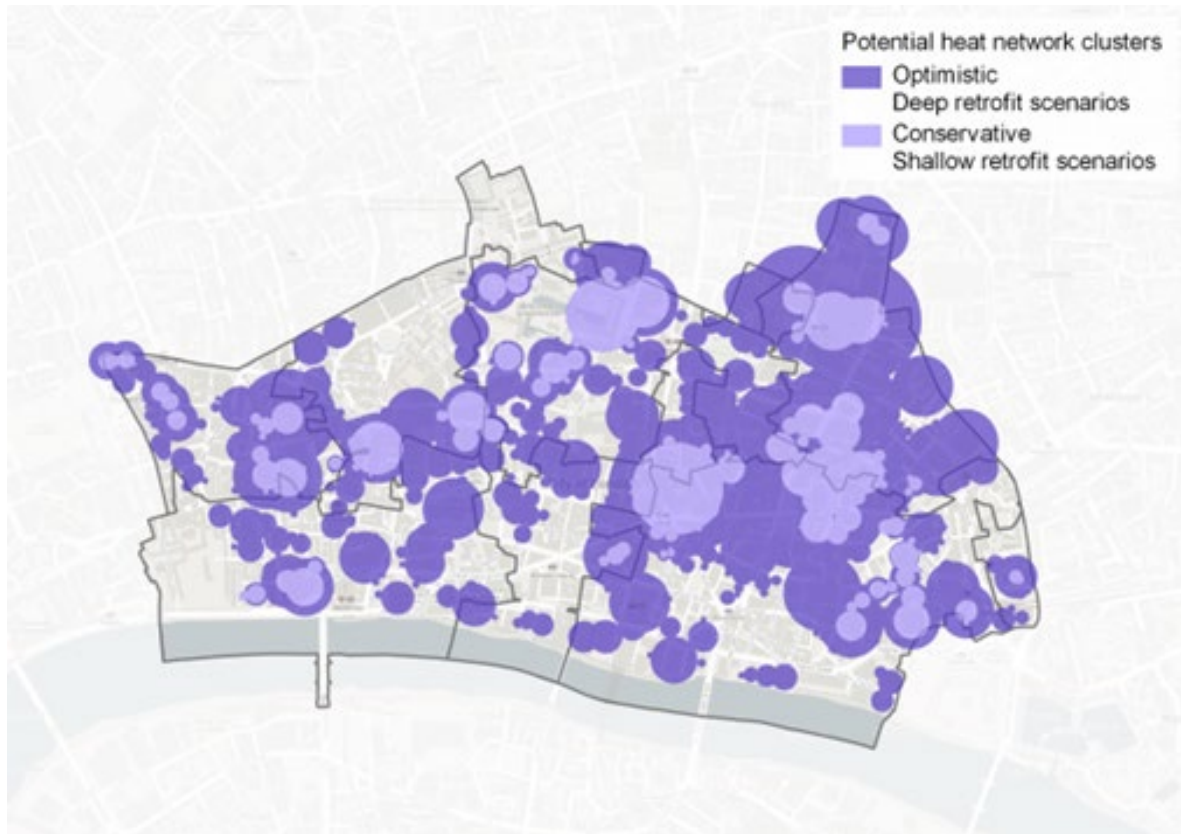 Potential heat network clusters
Optimistic
Deep retrofit scenarios
Conservative
Shallow retrofit scenarios